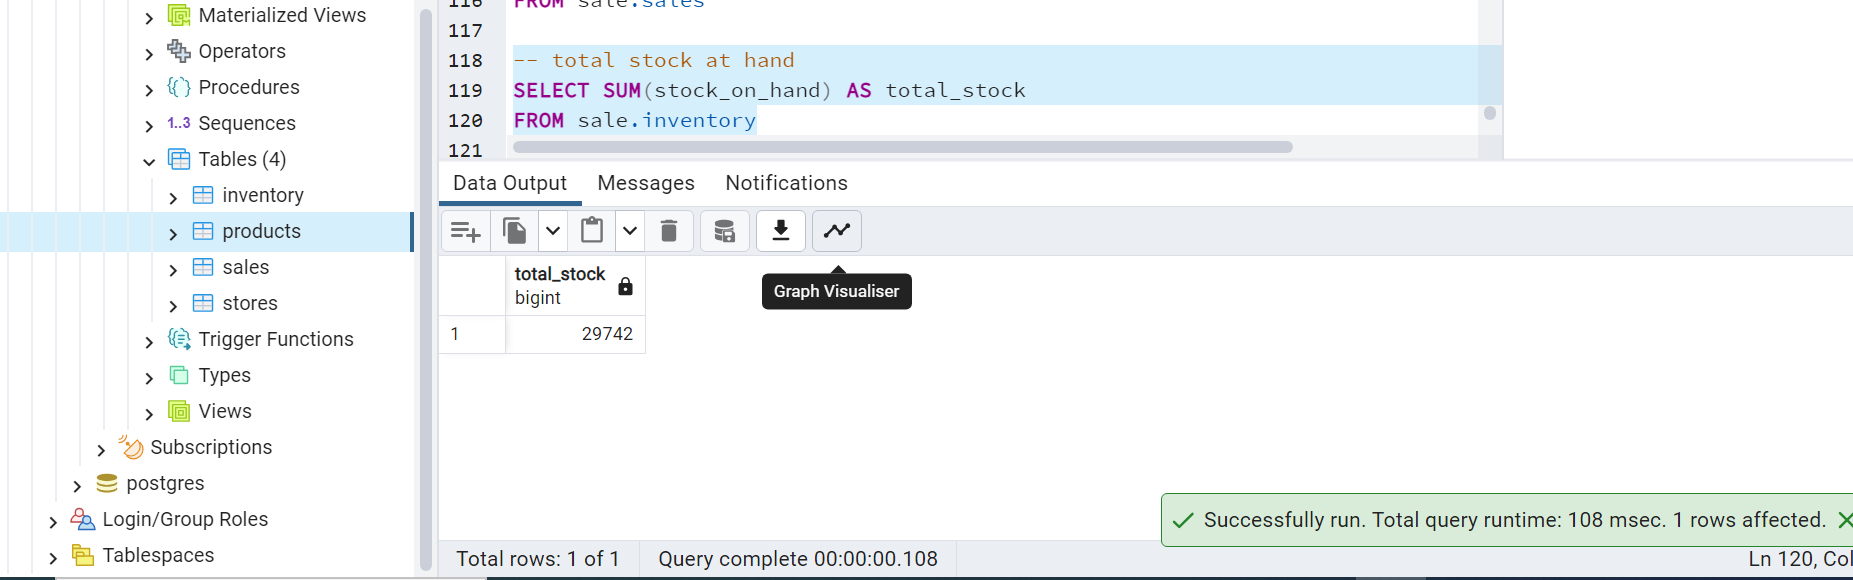 Materialized Views
Operators
Procedures
1..3 Sequences
Tables (4)
inventory
products
sales
stores
Trigger Functions
Types
Views
Subscriptions
postgres
Login/Group Roles
Tablespaces
116 FROM sale.sales
117
118 -- total stock at hand
119 SELECT SUM(stock_on_hand) AS total_stock
120 FROM sale.inventory
121
Data Output Messages Notifications
Graph Visualiser
total_stock
bigint
1 29742
Successfully run. Total query runtime: 108 msec. 1 rows affected.
Total rows: 1 of 1 Query complete 00:00:00.108 Ln 120, Col